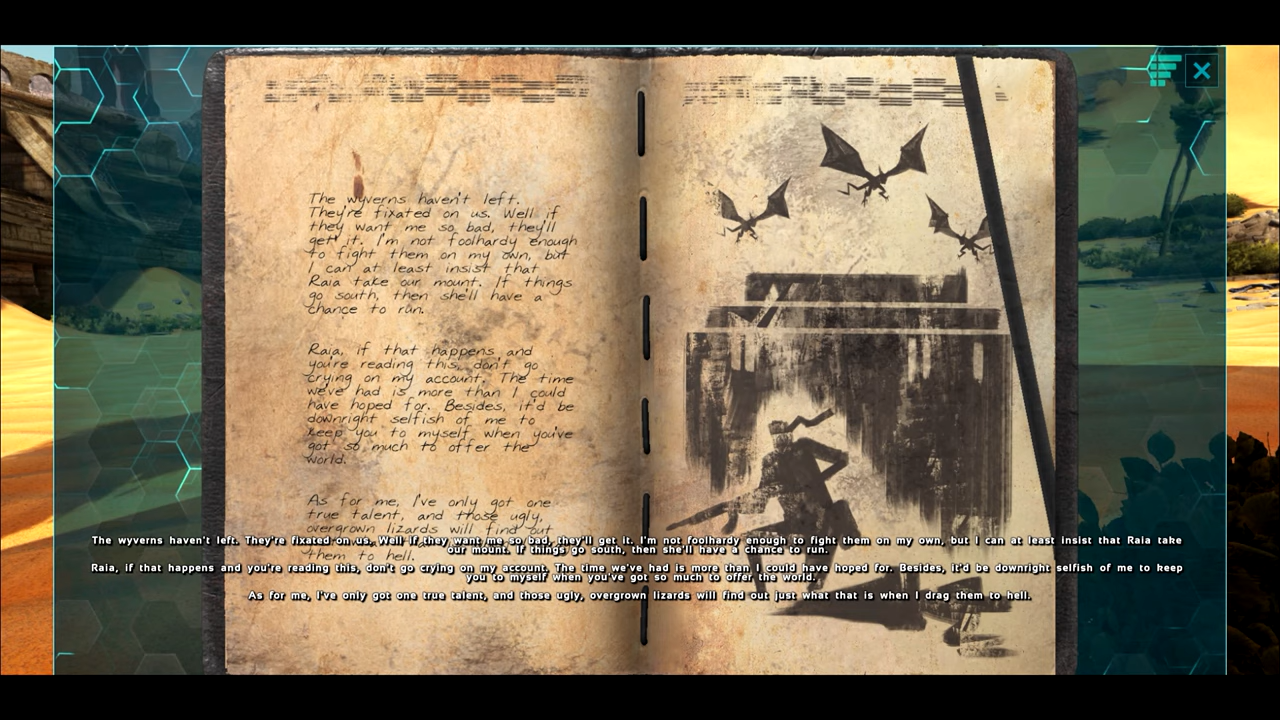 The wyverns haven't left.
They're fixated on us. Well if
they want me so bad, they'll
get it. I'm not foolhardy enough
to fight them on my own, but
I can at least insist that
Raia take our mount. If things
go south, then she'll have a
chance to run.
Raia, if that happens and
you're reading this, don't go
crying on my account. The time
we've had is more than I could
have hoped for. Besides, it'd be
downright selfish of me to
keep you to myself when you've
got so much to offer the
world.
As for me, I've only got one
true talent, and those ugly,
overgrown lizards will find out
them to hell.
The wyverns haven't left. They're fixated on us. Well if they want me so bad, they'll get it. I'm not foolhardy enough to fight them on my own, but I can at least insist that Raia take
our mount. If things go south, then she'll have a chance to run.
Raia, if that happens and you're reading this, don't go crying on my account. The time we've had is more than I could have hoped for. Besides, it'd be downright selfish of me to keep
you to myself when you've got so much to offer the world.
As for me, I've only got one true talent, and those ugly, overgrown lizards will find out just what that is when I drag them to hell.